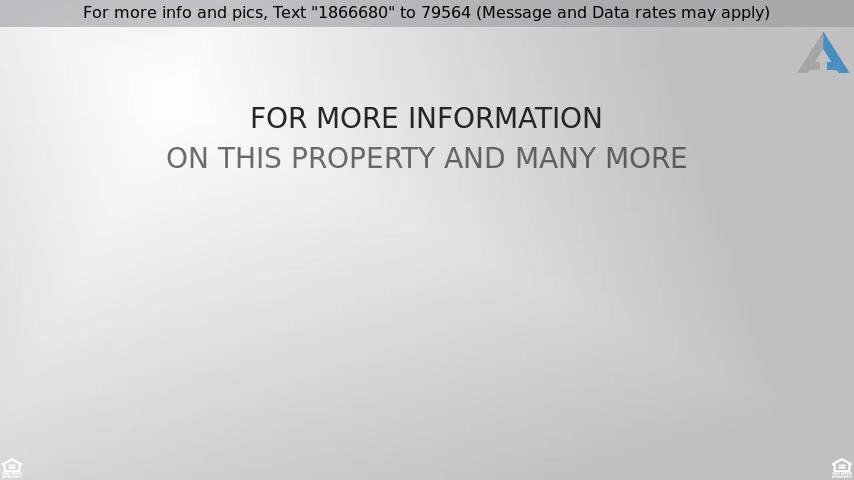 For more info and pics, Text "1866680" to 79564 (Message and Data rates may apply)
FOR MORE INFORMATION
ON THIS PROPERTY AND MANY MORE